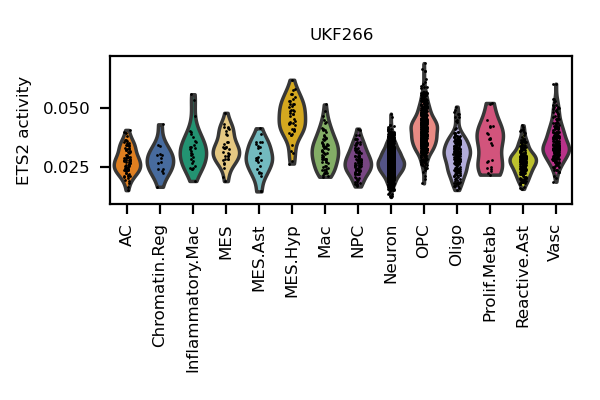 UKF266
ETS2 activity
0.050
0.025
AC
Chromatin.Reg
Inflammatory.Mac
MES
MES.Ast
MES.Hyp
Mac
NPC
Neuron
OPC
Oligo
Prolif.Metab
Reactive.Ast
Vasc